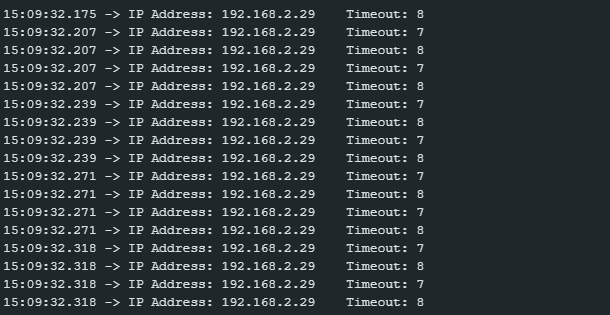 15:09:32.175 -> IP Address: 192.168.2.29    Timeout: 8
15:09:32.207 -> IP Address: 192.168.2.29    Timeout: 7
15:09:32.207 -> IP Address: 192.168.2.29    Timeout: 8
15:09:32.207 -> IP Address: 192.168.2.29    Timeout: 7
15:09:32.207 -> IP Address: 192.168.2.29    Timeout: 8
15:09:32.239 -> IP Address: 192.168.2.29    Timeout: 7
15:09:32.239 -> IP Address: 192.168.2.29    Timeout: 8
15:09:32.239 -> IP Address: 192.168.2.29    Timeout: 7
15:09:32.239 -> IP Address: 192.168.2.29    Timeout: 8
15:09:32.271 -> IP Address: 192.168.2.29    Timeout: 7
15:09:32.271 -> IP Address: 192.168.2.29    Timeout: 8
15:09:32.271 -> IP Address: 192.168.2.29    Timeout: 7
15:09:32.271 -> IP Address: 192.168.2.29    Timeout: 8
15:09:32.318 -> IP Address: 192.168.2.29    Timeout: 7
15:09:32.318 -> IP Address: 192.168.2.29    Timeout: 8
15:09:32.318 -> IP Address: 192.168.2.29    Timeout: 7
15:09:32.318 -> IP Address: 192.168.2.29    Timeout: 8